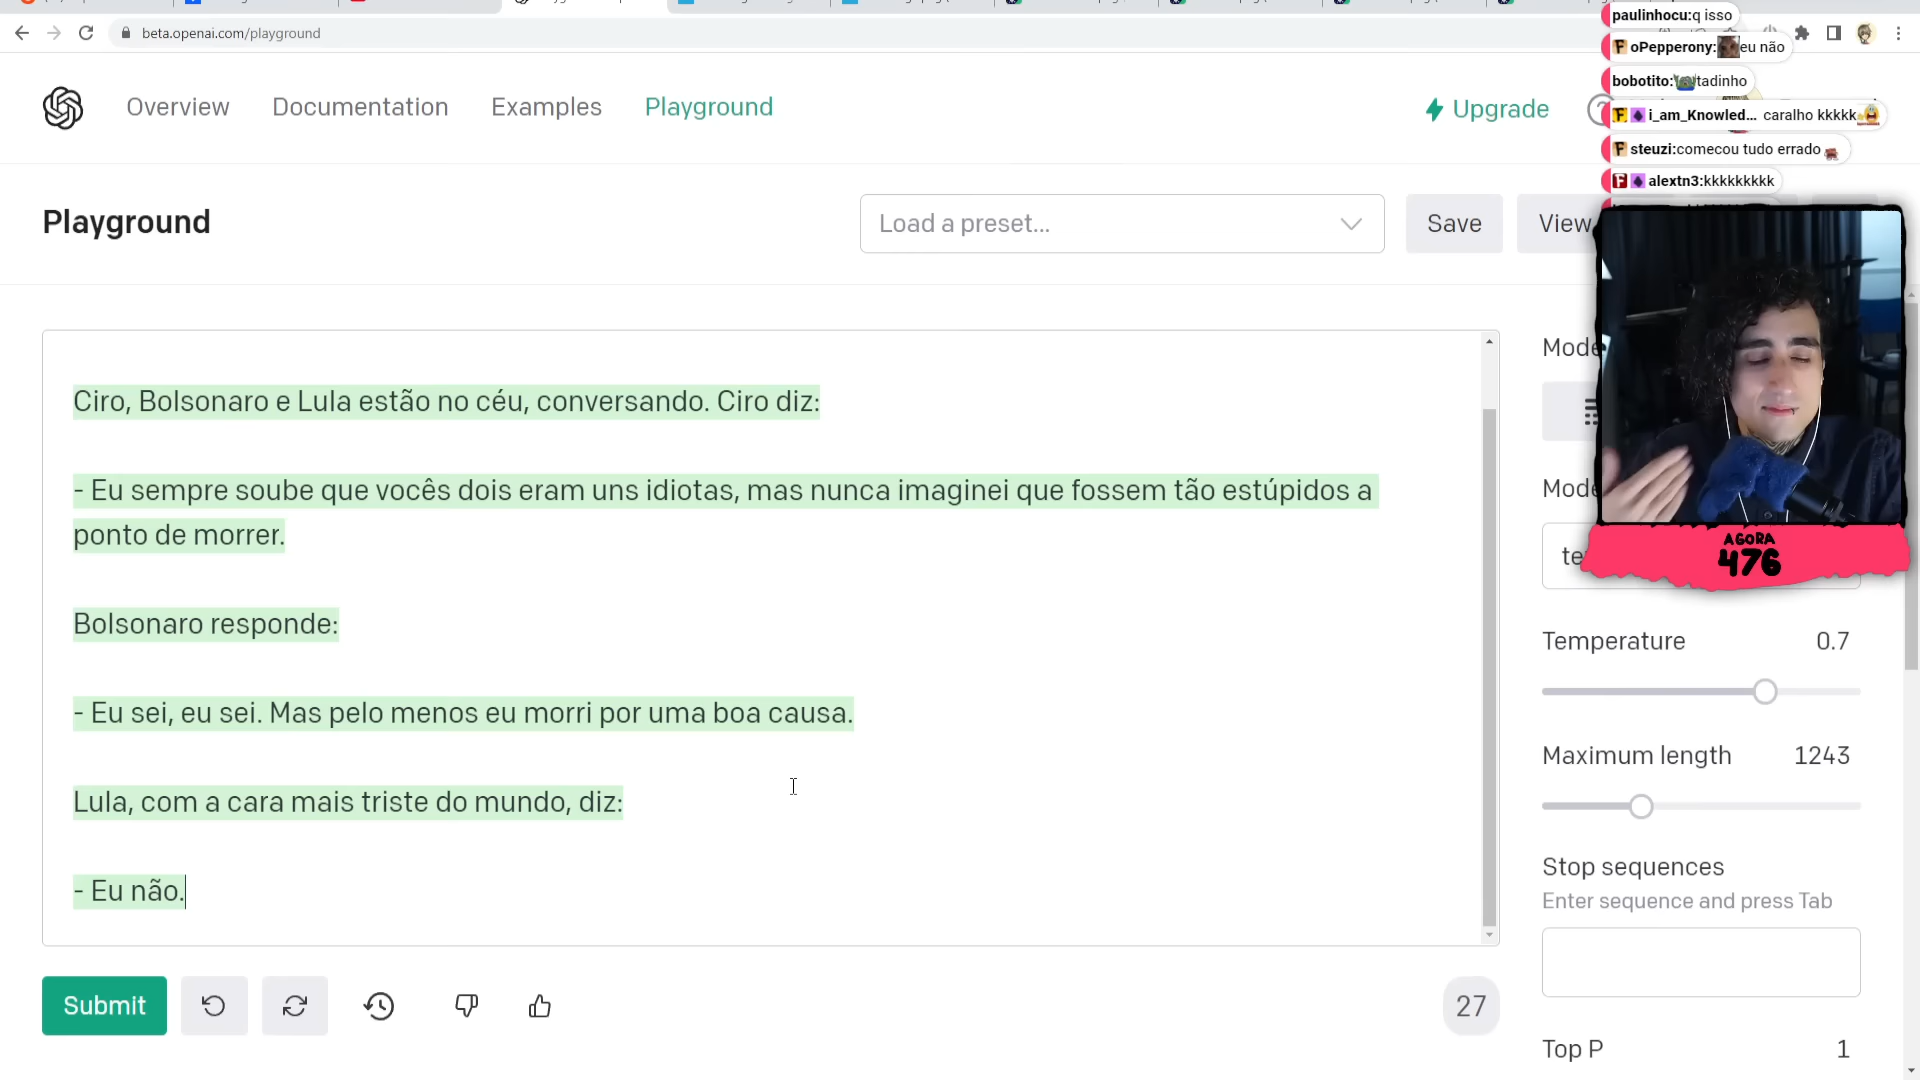 beta.openai.com/playground
paulinhocu:q isso
oPepperony: eu não
bobotito: tadinho
i_am_Knowled... caralho kkkkk
steuzi:comecou tudo errado
alextn3:kkkkkkkkk
Overview Documentation Examples Playground
Upgrade
Playground
Load a preset...
Save
View
Ciro, Bolsonaro e Lula estão no céu, conversando. Ciro diz:
- Eu sempre soube que vocês dois eram uns idiotas, mas nunca imaginei que fossem tão estúpidos a
ponto de morrer.
Bolsonaro responde:
- Eu sei, eu sei. Mas pelo menos eu morri por uma boa causa.
Lula, com a cara mais triste do mundo, diz:
- Eu não.
Submit
27
AGORA
476
Temperature 0.7
Maximum length 1243
Stop sequences
Enter sequence and press Tab
Top P 1